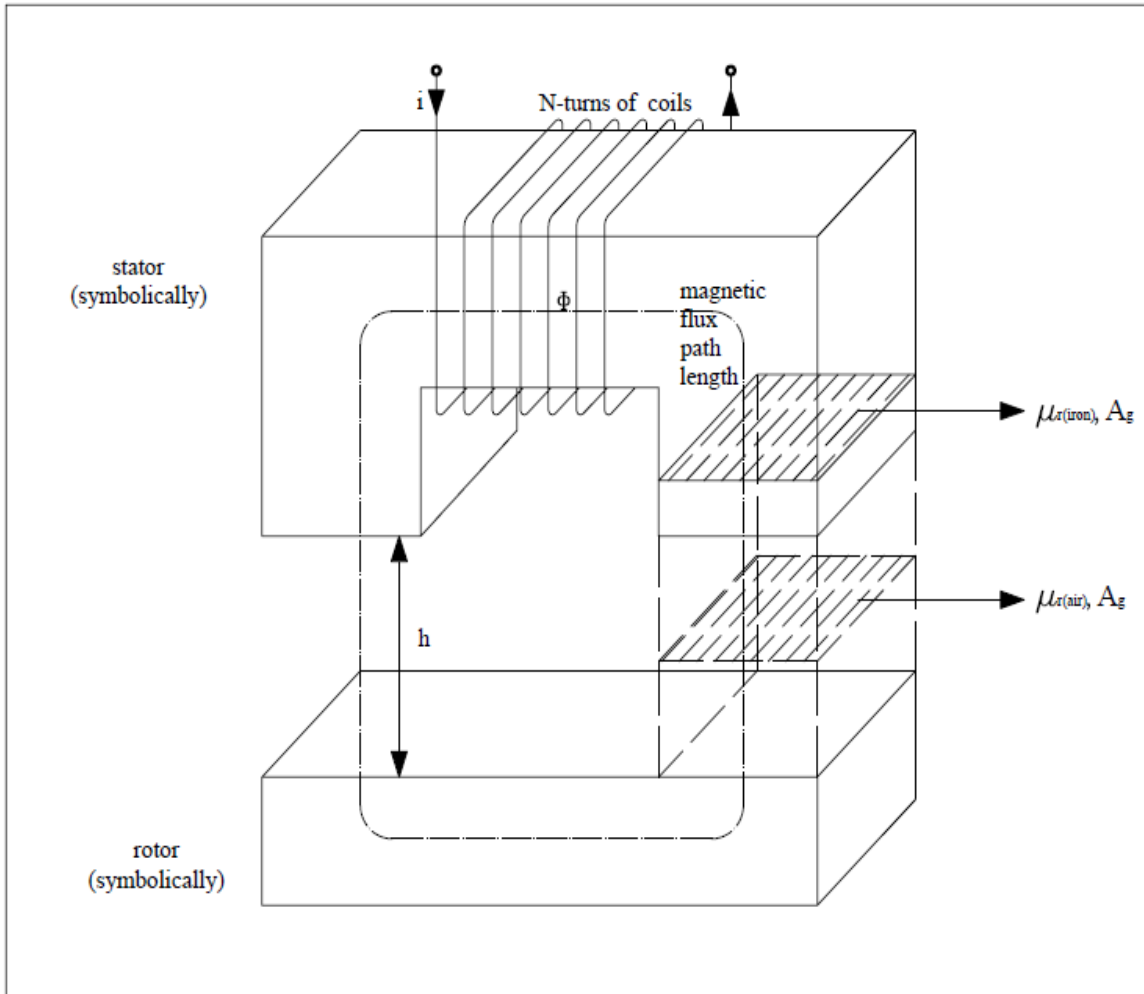 i
N-turns of coils
stator
(symbolically)
Φ
magnetic
flux
path
length
μr(iron), Ag
μr(air), Ag
h
rotor
(symbolically)